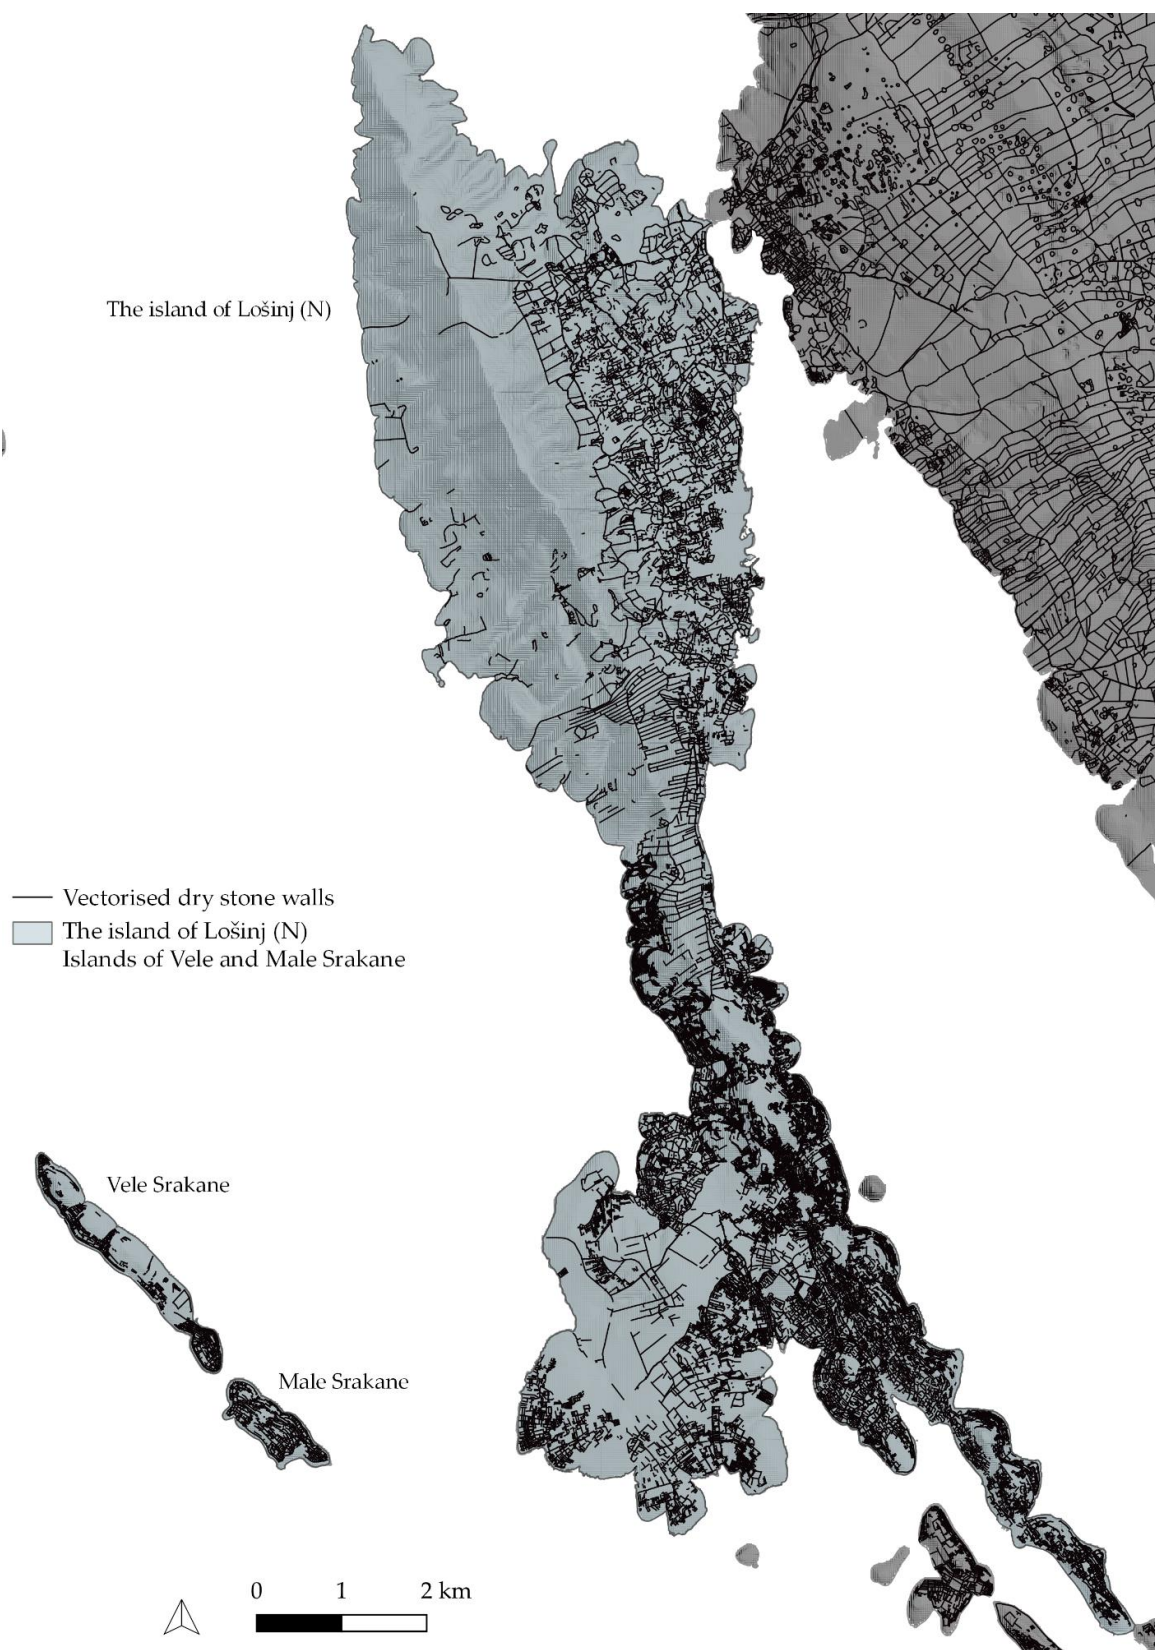 The island of Lošinj (N)
Vectorised dry stone walls
The island of Lošinj (N)
Islands of Vele and Male Srakane
Vele Srakane
Male Srakane
0 1 2 km